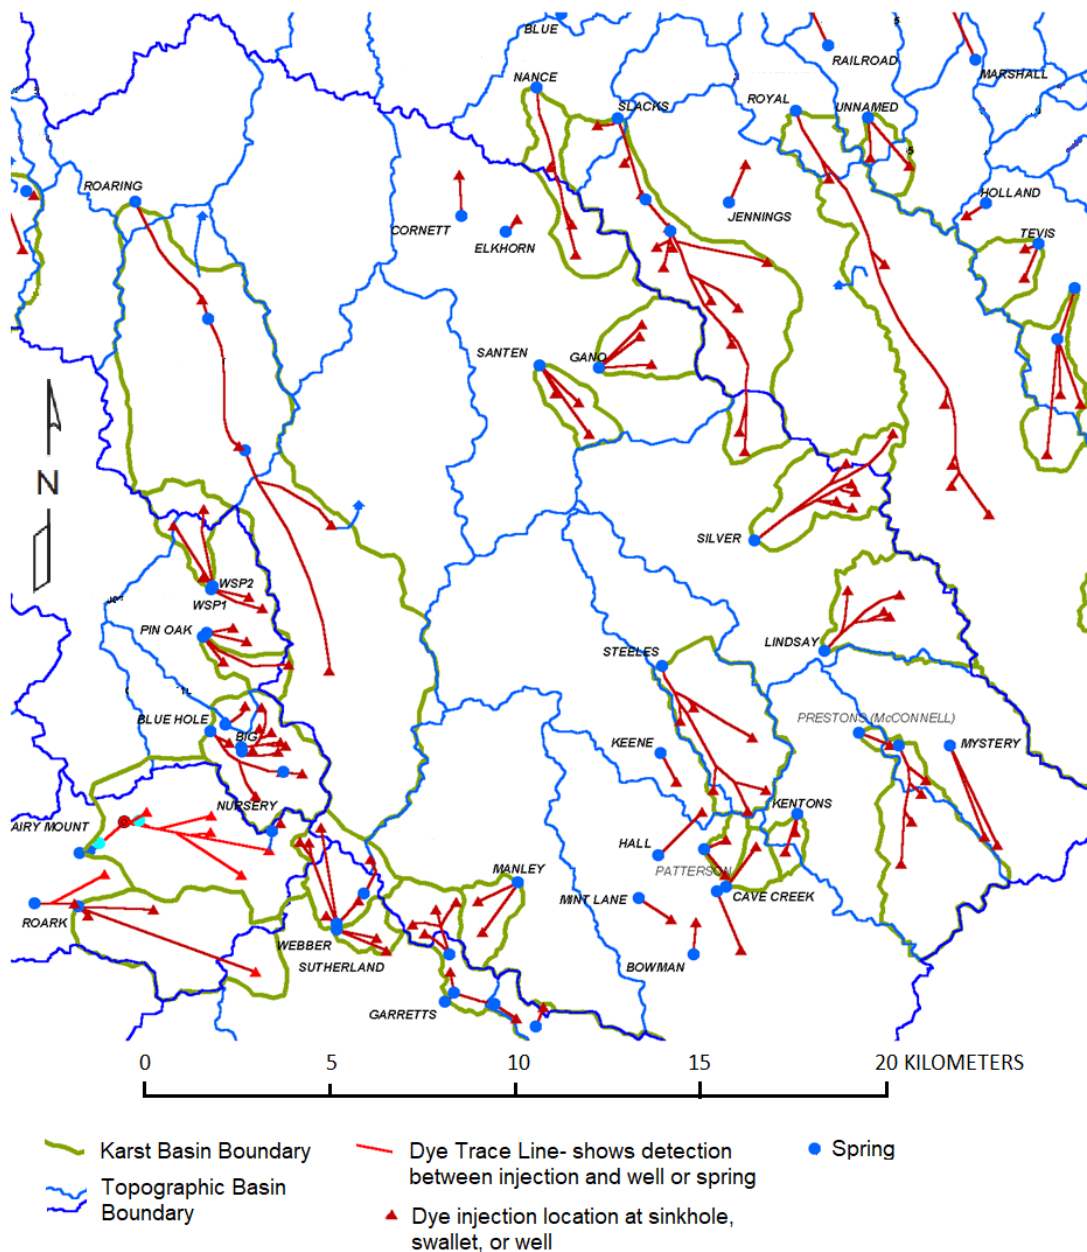 BLUE
RAILROAD
MARSHALL
NANCE
SLACKS
ROYAL
UNNAMED
ROARING
CORNETT
ELKHORN
JENNINGS
HOLLAND
TEVIS
SANTEN
GANO
N
SILVER
WSP2
WSP1
PIN OAK
STEELES
LINDSAY
BLUE HOLE
BIG
KEENE
PRESTONS (McCONNELL)
MYSTERY
NURSERY
AIRY MOUNT
KENTONS
HALL
PATTERSON
MANLEY
MINT LANE
CAVE CREEK
ROARK
WEBBER
SUTHERLAND
BOWMAN
GARRETTS
0 5 10 15 20 KILOMETERS
Karst Basin Boundary
Topographic Basin
Boundary
Dye Trace Line- shows detection
between injection and well or spring
Dye injection location at sinkhole,
swallet, or well
Spring